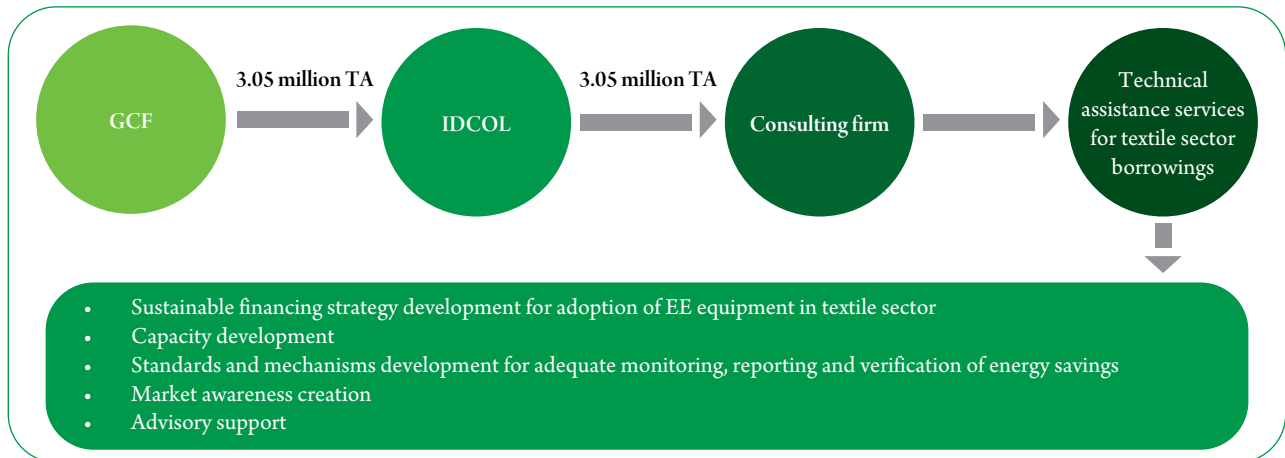 GCF
3.05 million TA
IDCOL
3.05 million TA
Consulting firm
Technical
assistance services
for textile sector
borrowings
• Sustainable financing strategy development for adoption of EE equipment in textile sector
• Capacity development
• Standards and mechanisms development for adequate monitoring, reporting and verification of energy savings
• Market awareness creation
• Advisory support